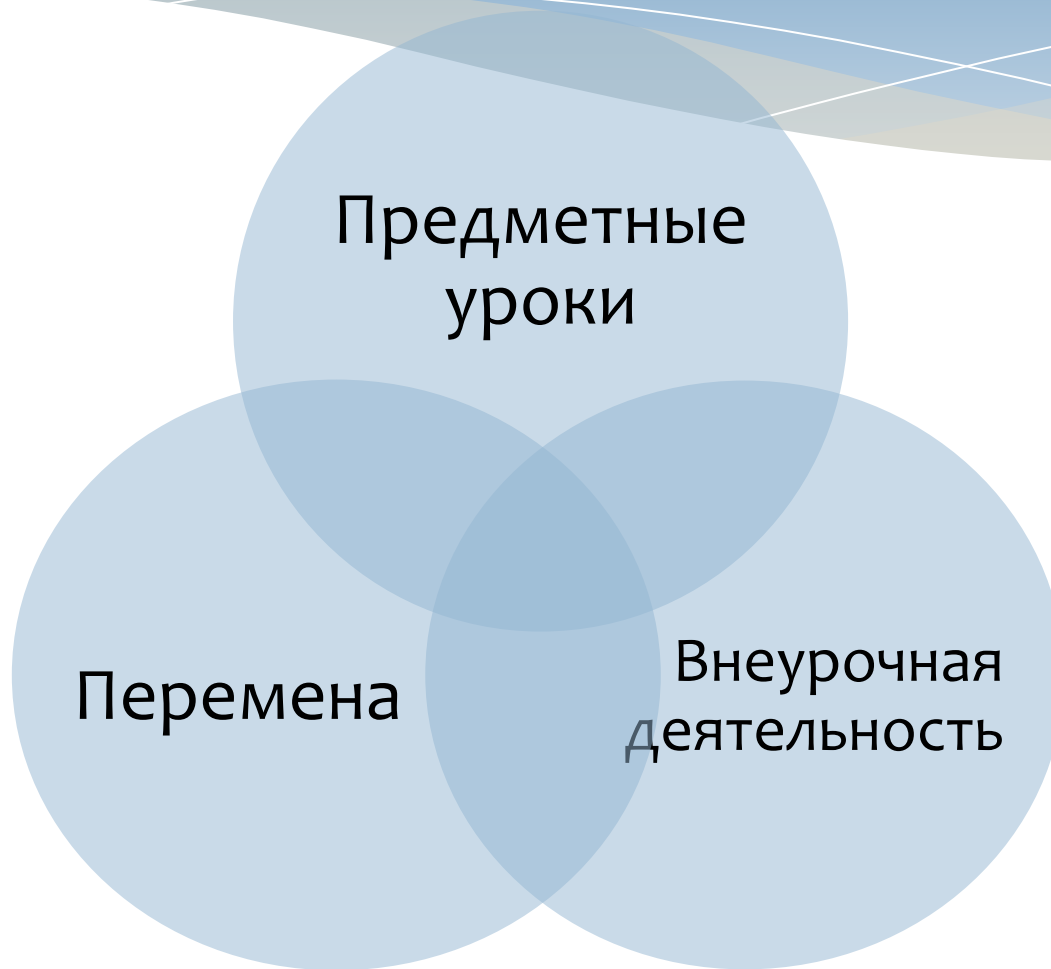 Предметные
уроки
Перемена
Внеурочная
деятельность